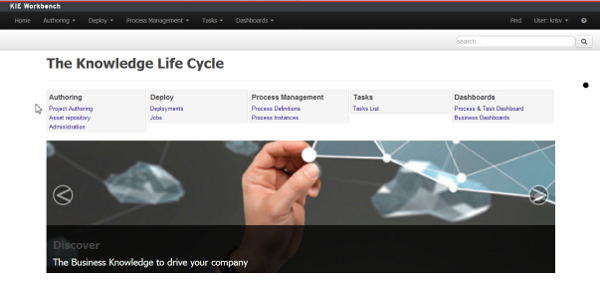 KIE Workbench
Home Authoring Deploy Process Management Tasks Dashboards Find User: krisv
search...
The Knowledge Life Cycle
Authoring Deploy Process Management Tasks Dashboards
Project Authoring Deployments Process Definitions Tasks List Process & Task Dashboard
Asset repository Jobs Process Instances Business Dashboards
Administration
Discover
The Business Knowledge to drive your company